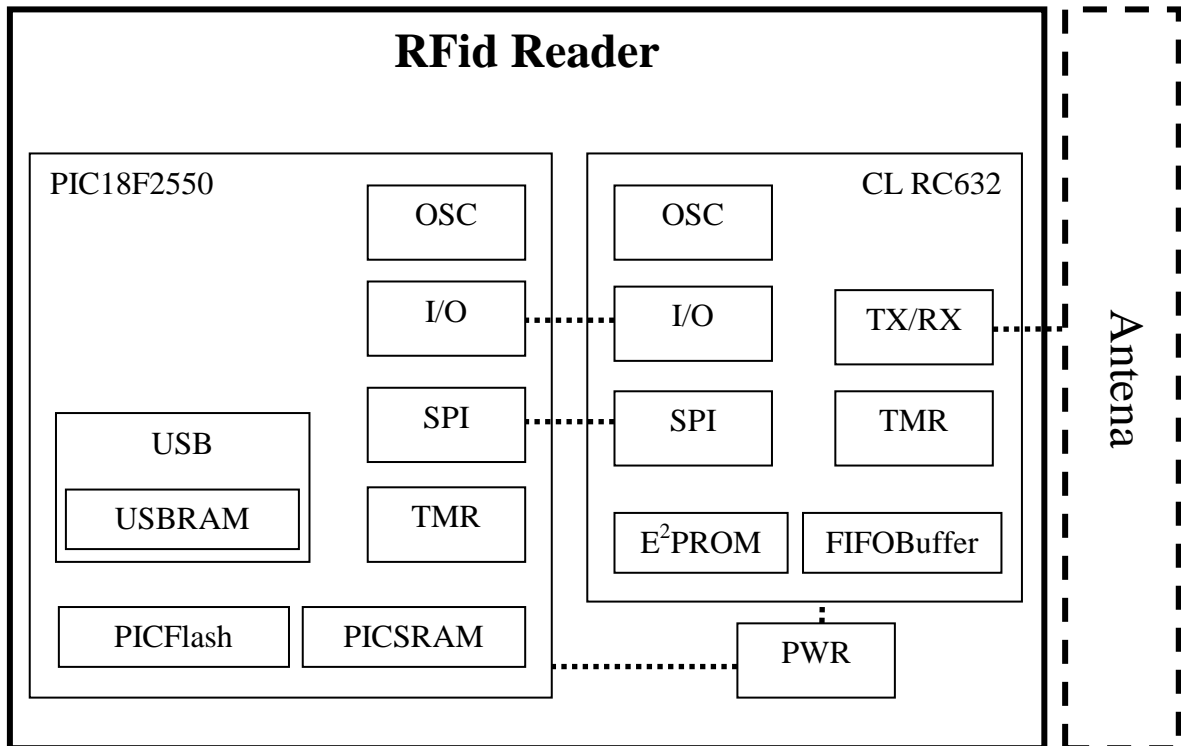 RFid Reader
PIC18F2550
OSC
I/O
SPI
TMR
USB
USBRAM
PICFlash
PICSRAM
CL RC632
OSC
I/O
SPI
TX/RX
TMR
E²PROM
FIFOBuffer
PWR
Antena